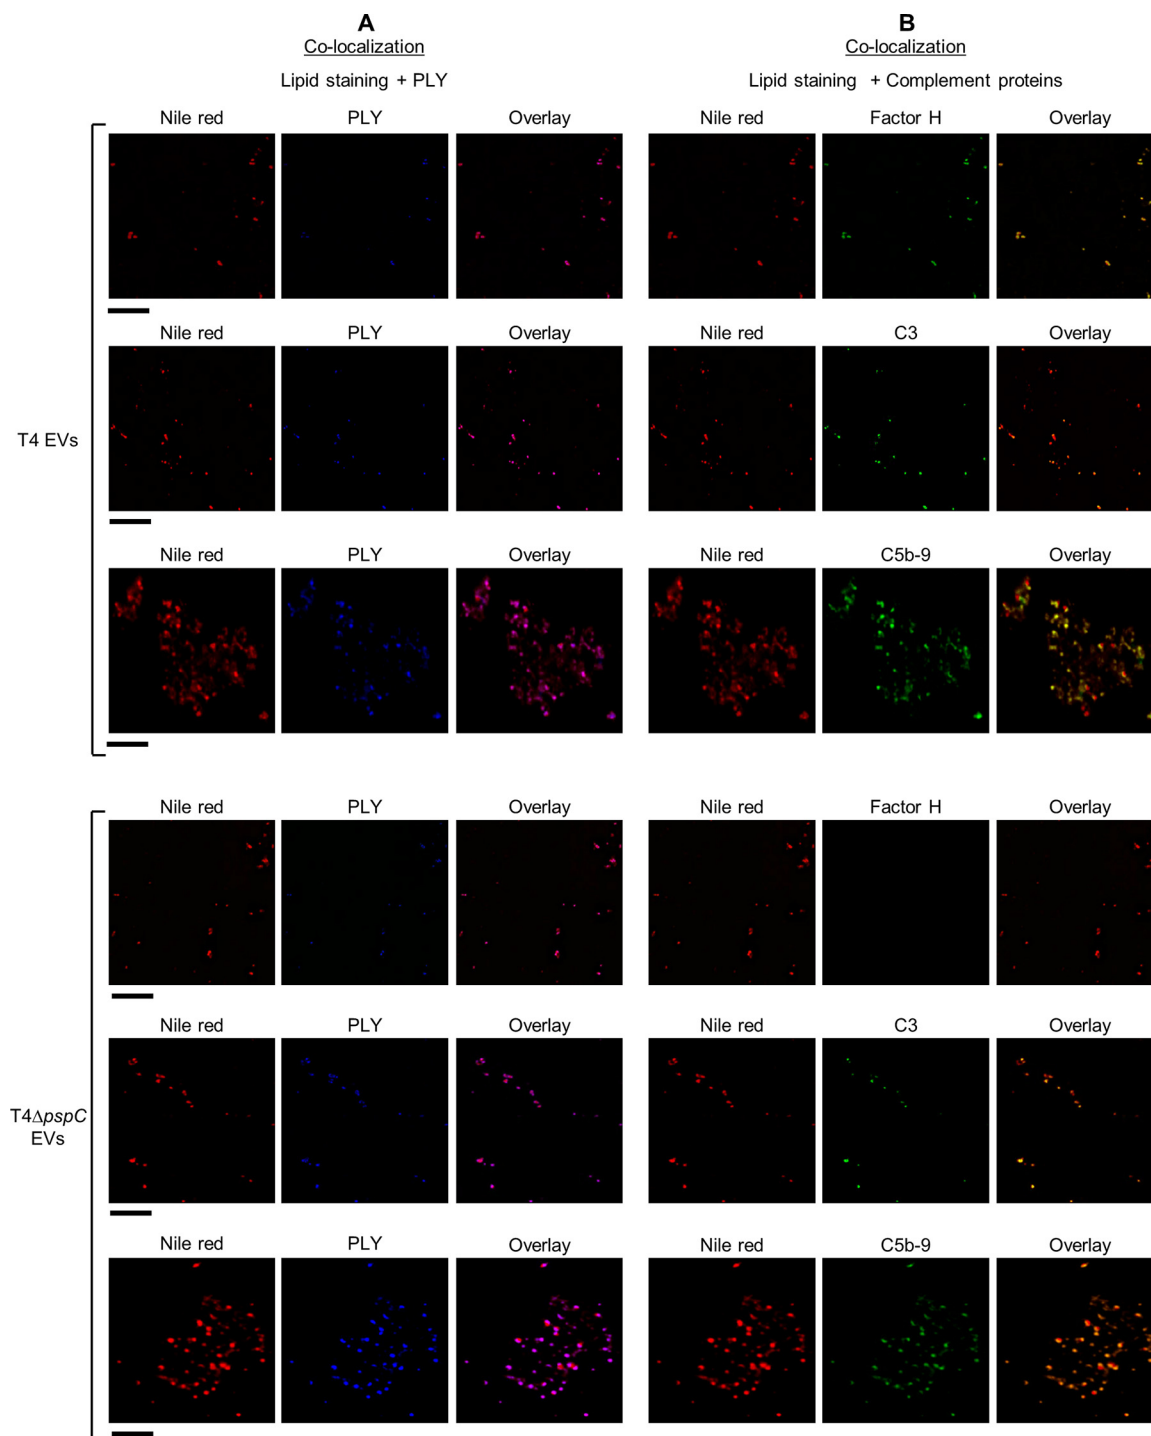 A
Co-localization
Lipid staining + PLY
B
Co-localization
Lipid staining + Complement proteins
Nile red PLY Overlay Nile red Factor H Overlay
Nile red PLY Overlay Nile red C3 Overlay
T4 EVs
Nile red PLY Overlay Nile red C5b-9 Overlay
Nile red PLY Overlay Nile red Factor H Overlay
Nile red PLY Overlay Nile red C3 Overlay
T4ΔpspC
EVs
Nile red PLY Overlay Nile red C5b-9 Overlay